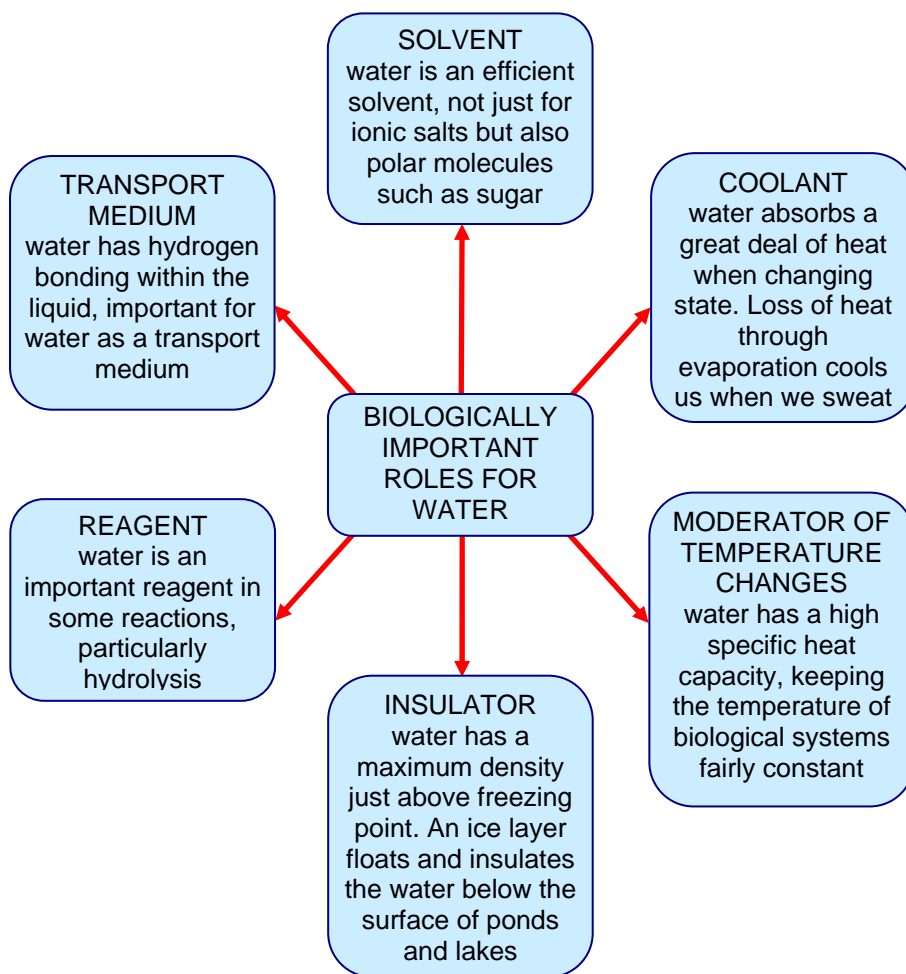 SOLVENT
water is an efficient
solvent, not just for
ionic salts but also
polar molecules
such as sugar
TRANSPORT
MEDIUM
water has hydrogen
bonding within the
liquid, important for
water as a transport
medium
COOLANT
water absorbs a
great deal of heat
when changing
state. Loss of heat
through
evaporation cools
us when we sweat
BIOLOGICALLY
IMPORTANT
ROLES FOR
WATER
REAGENT
water is an
important reagent in
some reactions,
particularly
hydrolysis
MODERATOR OF
TEMPERATURE
CHANGES
water has a high
specific heat
capacity, keeping
the temperature of
biological systems
fairly constant
INSULATOR
water has a
maximum density
just above freezing
point. An ice layer
floats and insulates
the water below the
surface of ponds
and lakes